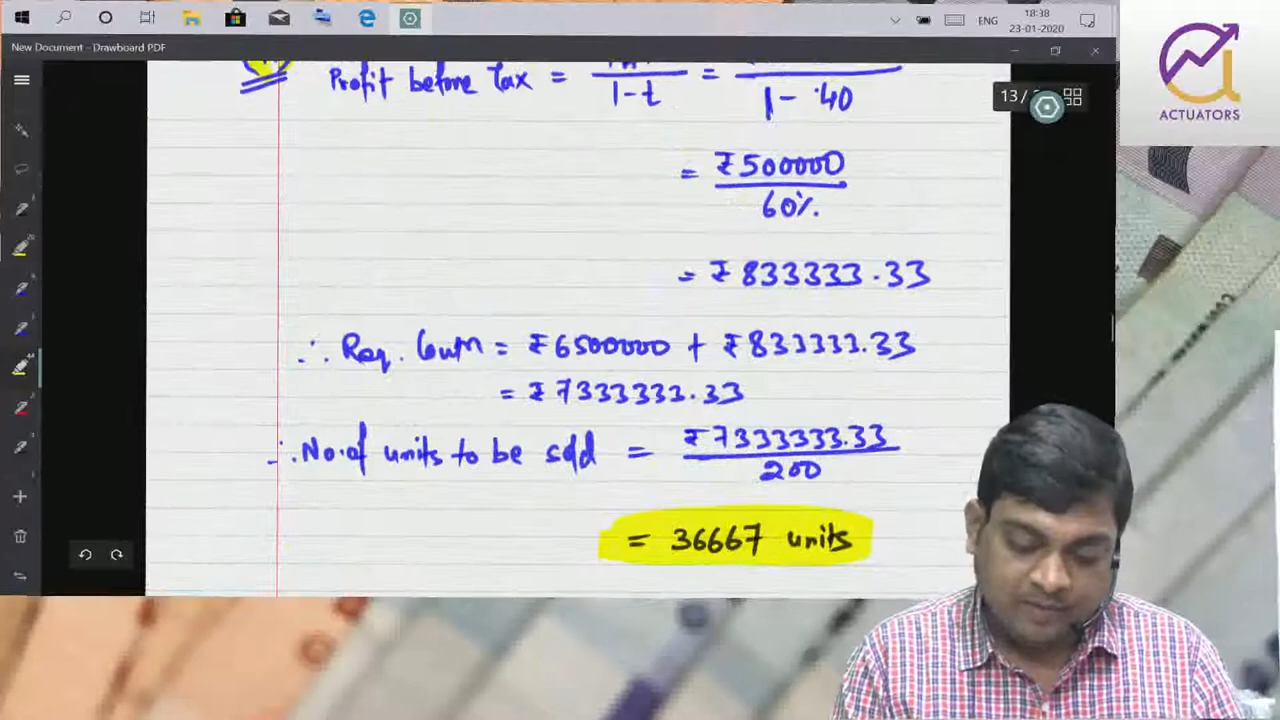 18:38
ENG
23-01-2020
New Document - Drawboard PDF
ACTUATORS
13 /
Profit before Tax = / 1-t = / 1 - .40
= ₹500000 / 60%
= ₹833333.33
∴ Req. Contn = ₹6500000 + ₹833333.33
= ₹7333333.33
∴ No. of units to be sold = ₹7333333.33 / 200
= 36667 units